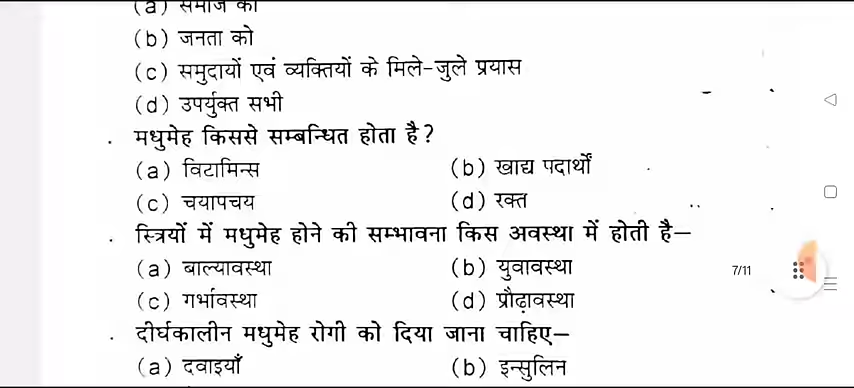 (a) समाज का
(b) जनता को
(c) समुदायों एवं व्यक्तियों के मिले-जुले प्रयास
(d) उपर्युक्त सभी
मधुमेह किससे सम्बन्धित होता है?
(a) विटामिन्स (b) खाद्य पदार्थों
(c) चयापचय (d) रक्त
स्त्रियों में मधुमेह होने की सम्भावना किस अवस्था में होती है—
(a) बाल्यावस्था (b) युवावस्था
7/11
(c) गर्भावस्था (d) प्रौढ़ावस्था
दीर्घकालीन मधुमेह रोगी को दिया जाना चाहिए—
(a) दवाइयाँ (b) इन्सुलिन